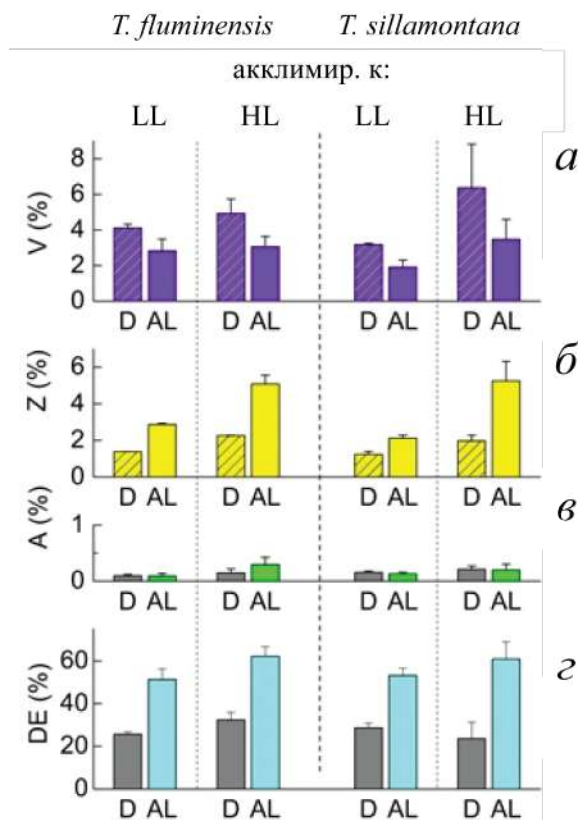 T. fluminensis T. sillamontana
акклимир. к:
LL HL LL HL
а
V (%)
8
6
4
2
0
D AL D AL D AL D AL
б
Z (%)
6
4
2
0
D AL D AL D AL D AL
в
A (%)
1
0
D AL D AL D AL D AL
г
DE (%)
60
40
20
0
D AL D AL D AL D AL